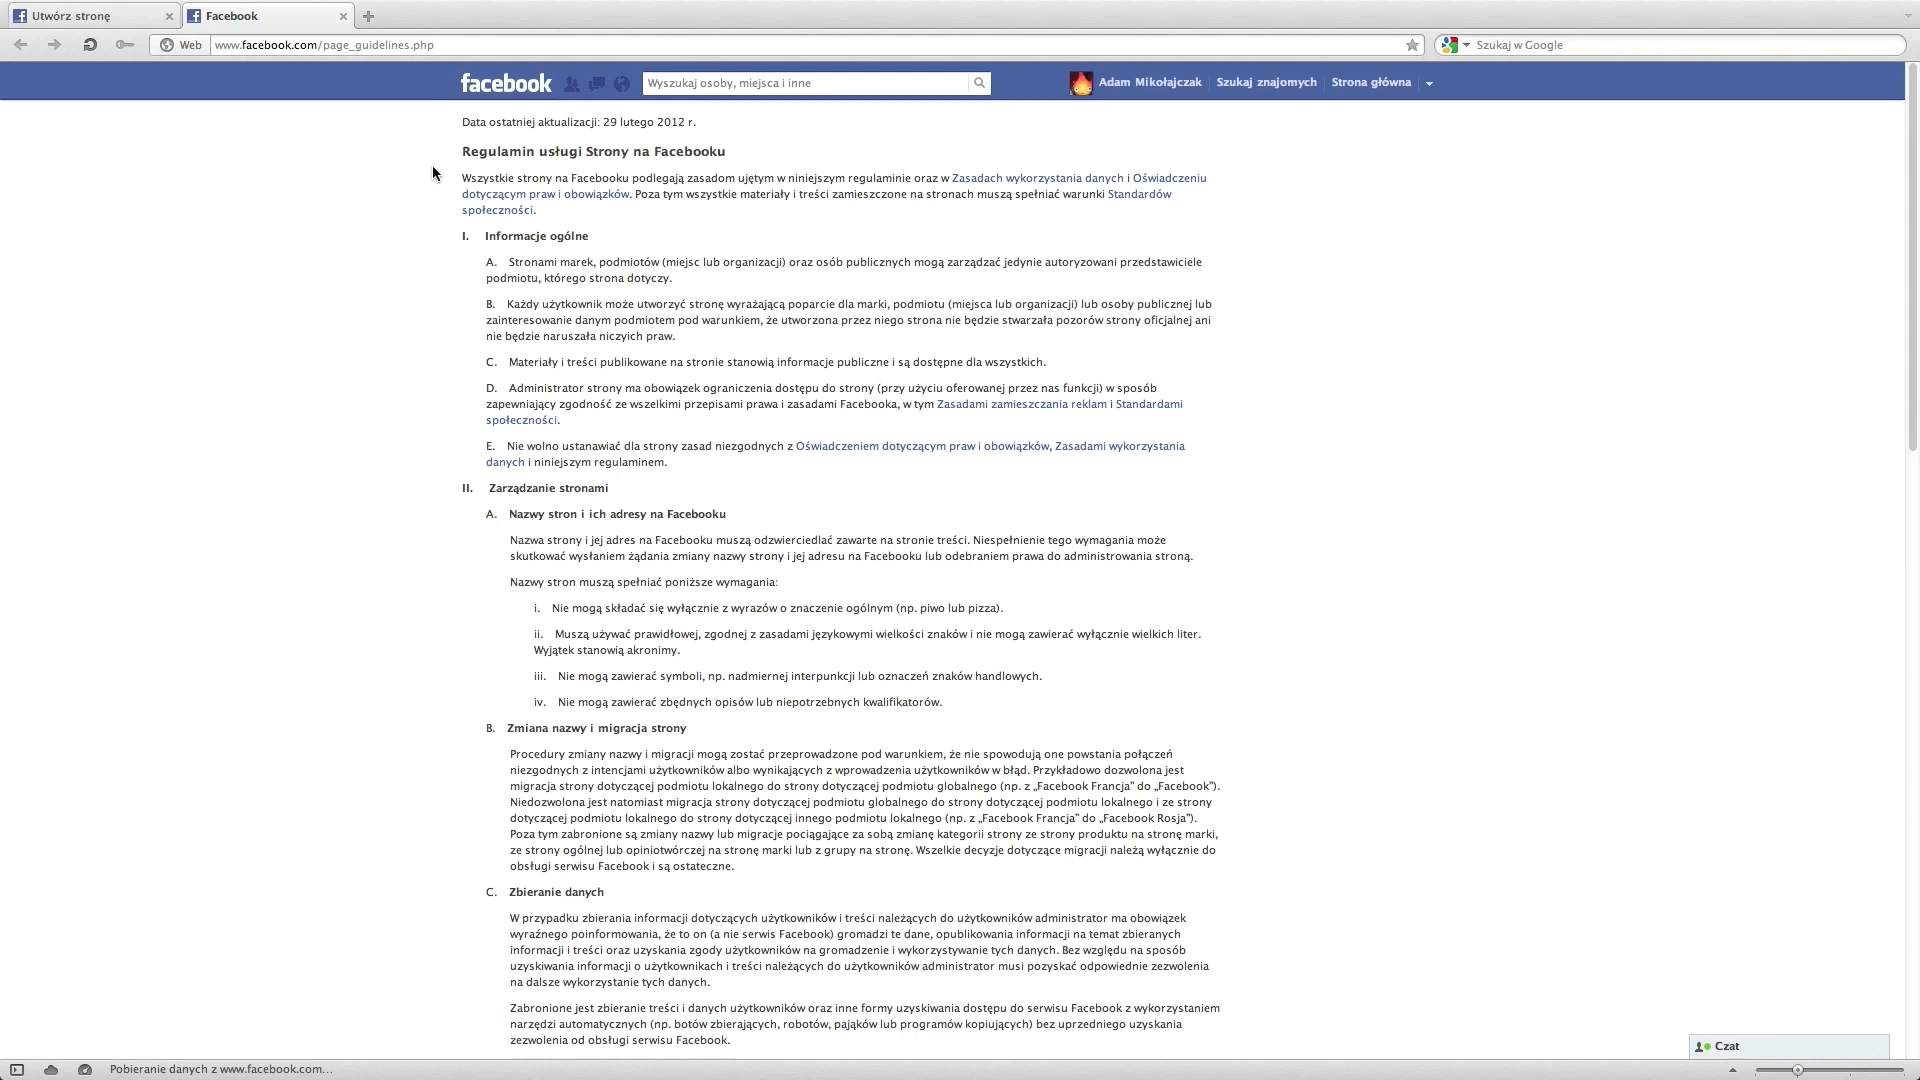 Utwórz stronę
Facebook
Web
www.facebook.com/page_guidelines.php
Szukaj w Google
facebook
Wyszukaj osoby, miejsca i inne
Adam Mikołajczak
Szukaj znajomych
Strona główna
Data ostatniej aktualizacji: 29 lutego 2012 r.
Regulamin usługi Strony na Facebooku
Wszystkie strony na Facebooku podlegają zasadom ujętym w niniejszym regulaminie oraz w Zasadach wykorzystania danych i Oświadczeniu
dotyczącym praw i obowiązków. Poza tym wszystkie materiały i treści zamieszczone na stronach muszą spełniać warunki Standardów
społeczności.
I. Informacje ogólne
A. Stronami marek, podmiotów (miejsc lub organizacji) oraz osób publicznych mogą zarządzać jedynie autoryzowani przedstawiciele
podmiotu, którego strona dotyczy.
B. Każdy użytkownik może utworzyć stronę wyrażającą poparcie dla marki, podmiotu (miejsca lub organizacji) lub osoby publicznej lub
zainteresowanie danym podmiotem pod warunkiem, że utworzona przez niego strona nie będzie stwarzała pozorów strony oficjalnej ani
nie będzie naruszała niczyich praw.
C. Materiały i treści publikowane na stronie stanowią informacje publiczne i są dostępne dla wszystkich.
D. Administrator strony ma obowiązek ograniczenia dostępu do strony (przy użyciu oferowanej przez nas funkcji) w sposób
zapewniający zgodność ze wszelkimi przepisami prawa i zasadami Facebooka, w tym Zasadami zamieszczania reklam i Standardami
społeczności.
E. Nie wolno ustanawiać dla strony zasad niezgodnych z Oświadczeniem dotyczącym praw i obowiązków, Zasadami wykorzystania
danych i niniejszym regulaminem.
II. Zarządzanie stronami
A. Nazwy stron i ich adresy na Facebooku
Nazwa strony i jej adres na Facebooku muszą odzwierciedlać zawarte na stronie treści. Niespełnienie tego wymagania może
skutkować wysłaniem żądania zmiany nazwy strony i jej adresu na Facebooku lub odebraniem prawa do administrowania stroną.
Nazwy stron muszą spełniać poniższe wymagania:
i. Nie mogą składać się wyłącznie z wyrazów o znaczenie ogólnym (np. piwo lub pizza).
ii. Muszą używać prawidłowej, zgodnej z zasadami językowymi wielkości znaków i nie mogą zawierać wyłącznie wielkich liter.
Wyjątek stanowią akronimy.
iii. Nie mogą zawierać symboli, np. nadmiernej interpunkcji lub oznaczeń znaków handlowych.
iv. Nie mogą zawierać zbędnych opisów lub niepotrzebnych kwalifikatorów.
B. Zmiana nazwy i migracja strony
Procedury zmiany nazwy i migracji mogą zostać przeprowadzone pod warunkiem, że nie spowodują one powstania połączeń
niezgodnych z intencjami użytkowników albo wynikających z wprowadzenia użytkowników w błąd. Przykładowo dozwolona jest
migracja strony dotyczącej podmiotu lokalnego do strony dotyczącej podmiotu globalnego (np. z „Facebook Francja” do „Facebook”).
Niedozwolona jest natomiast migracja strony dotyczącej podmiotu globalnego do strony dotyczącej podmiotu lokalnego i ze strony
dotyczącej podmiotu lokalnego do strony dotyczącej innego podmiotu lokalnego (np. z „Facebook Francja” do „Facebook Rosja”).
Poza tym zabronione są zmiany nazwy lub migracje pociągające za sobą zmianę kategorii strony ze strony produktu na stronę marki,
ze strony ogólnej lub opiniotwórczej na stronę marki lub z grupy na stronę. Wszelkie decyzje dotyczące migracji należą wyłącznie do
obsługi serwisu Facebook i są ostateczne.
C. Zbieranie danych
W przypadku zbierania informacji dotyczących użytkowników i treści należących do użytkowników administrator ma obowiązek
wyraźnego poinformowania, że to on (a nie serwis Facebook) gromadzi te dane, opublikowania informacji na temat zbieranych
informacji i treści oraz uzyskania zgody użytkowników na gromadzenie i wykorzystywanie tych danych. Bez względu na sposób
uzyskiwania informacji o użytkownikach i treści należących do użytkowników administrator musi pozyskać odpowiednie zezwolenia
na dalsze wykorzystanie tych danych.
Zabronione jest zbieranie treści i danych użytkowników oraz inne formy uzyskiwania dostępu do serwisu Facebook z wykorzystaniem
narzędzi automatycznych (np. botów zbierających, robotów, pająków lub programów kopiujących) bez uprzedniego uzyskania
zezwolenia od obsługi serwisu Facebook.
Czat
Pobieranie danych z www.facebook.com...